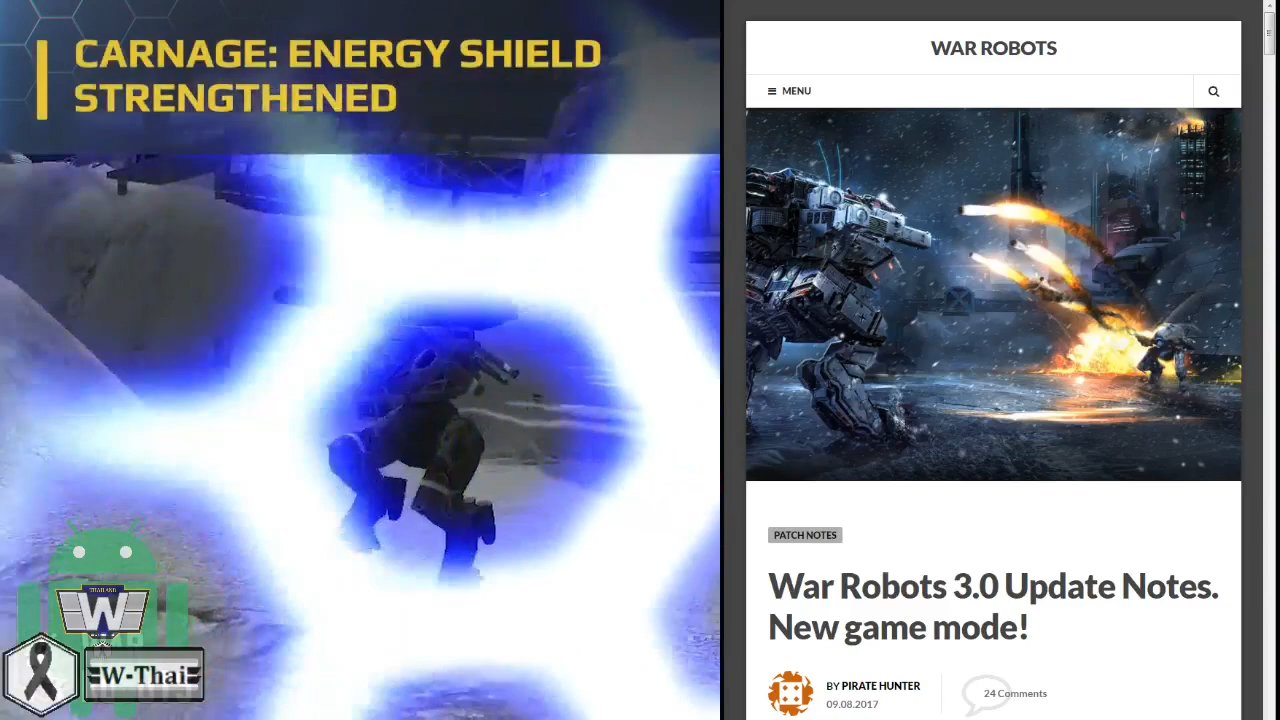 CARNAGE: ENERGY SHIELD
STRENGTHENED
THAILAND
W
W-Thai
WAR ROBOTS
MENU
PATCH NOTES
War Robots 3.0 Update Notes.
New game mode!
BY PIRATE HUNTER
09.08.2017
24 Comments